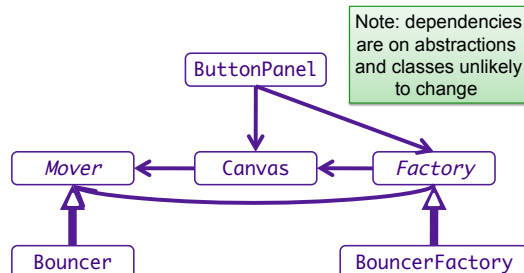 Note: dependencies
are on abstractions
and classes unlikely
to change
ButtonPanel
Mover
Canvas
Factory
Bouncer
BouncerFactory